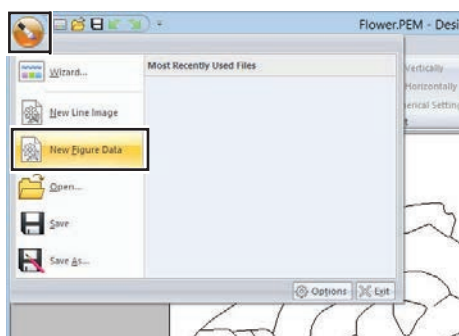 Flower.PEM - Desi
Wizard...
Most Recently Used Files
Vertically
New Line Image
Horizontally
erical Setting
New Figure Data
Open...
Save
Save As...
Options
Exit